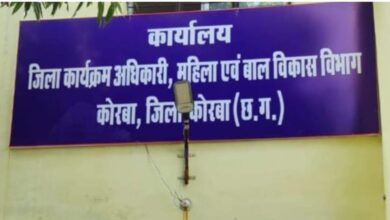 कार्यालय
जिला कार्यक्रम अधिकारी, महिला एवं बाल विकास विभाग
कोरबा, जिला कोरबा (छ.ग.)